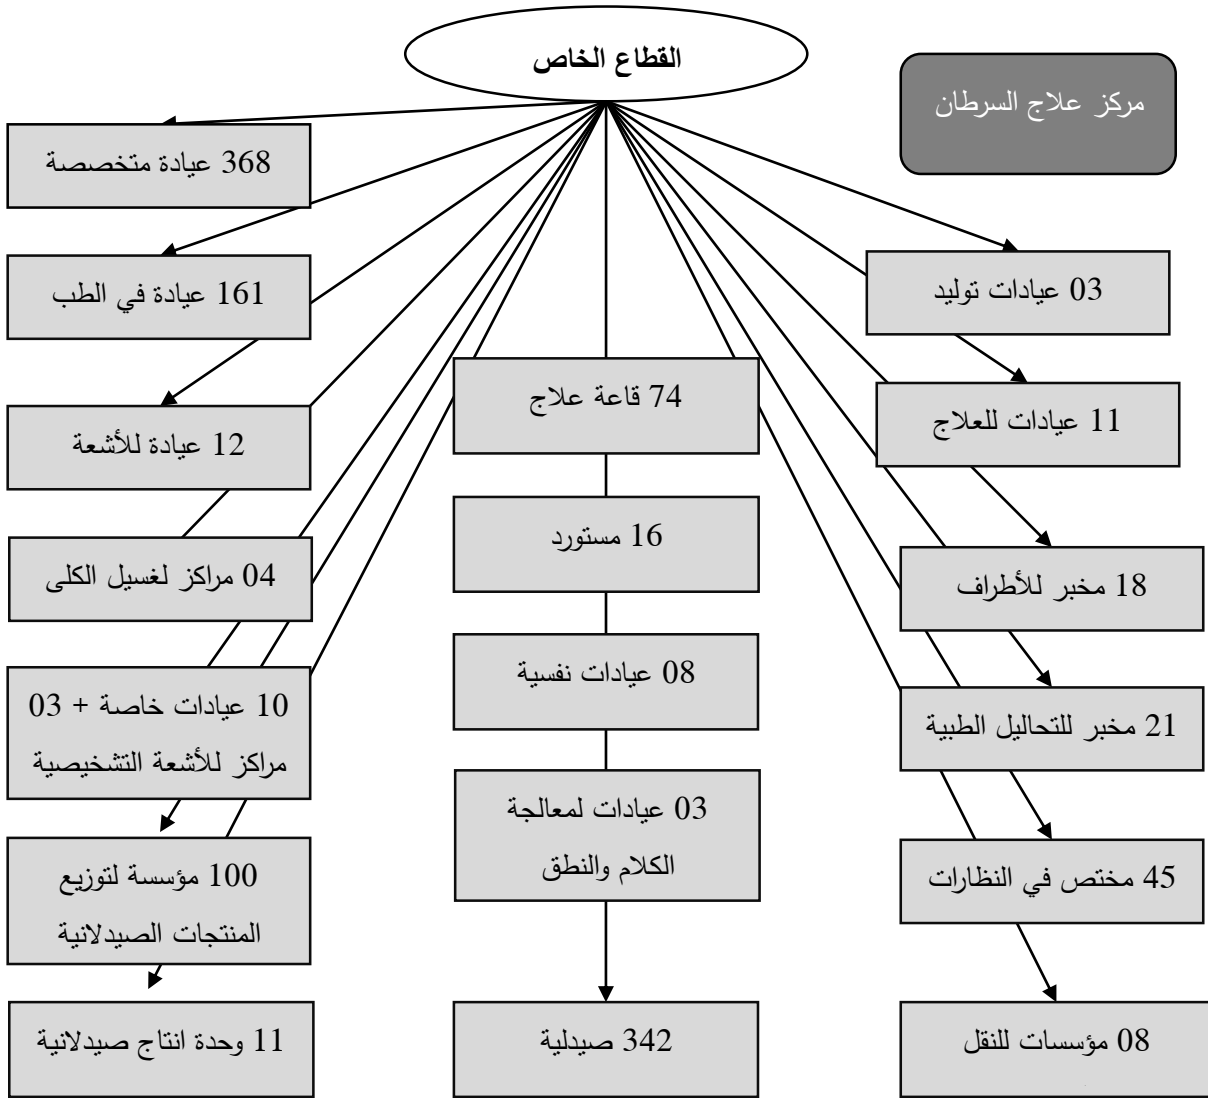 القطاع الخاص
مركز علاج السرطان
368 عيادة متخصصة
161 عيادة في الطب
12 عيادة للأشعة
04 مراكز لغسيل الكلى
10 عيادات خاصة + 03
مراكز للأشعة التشخيصية
100 مؤسسة لتوزيع
المنتجات الصيدلانية
11 وحدة انتاج صيدلانية
74 قاعة علاج
16 مستورد
08 عيادات نفسية
03 عيادات لمعالجة
الكلام والنطق
342 صيدلية
03 عيادات توليد
11 عيادات للعلاج
18 مخبر للأطراف
21 مخبر للتحاليل الطبية
45 مختص في النظارات
08 مؤسسات للنقل